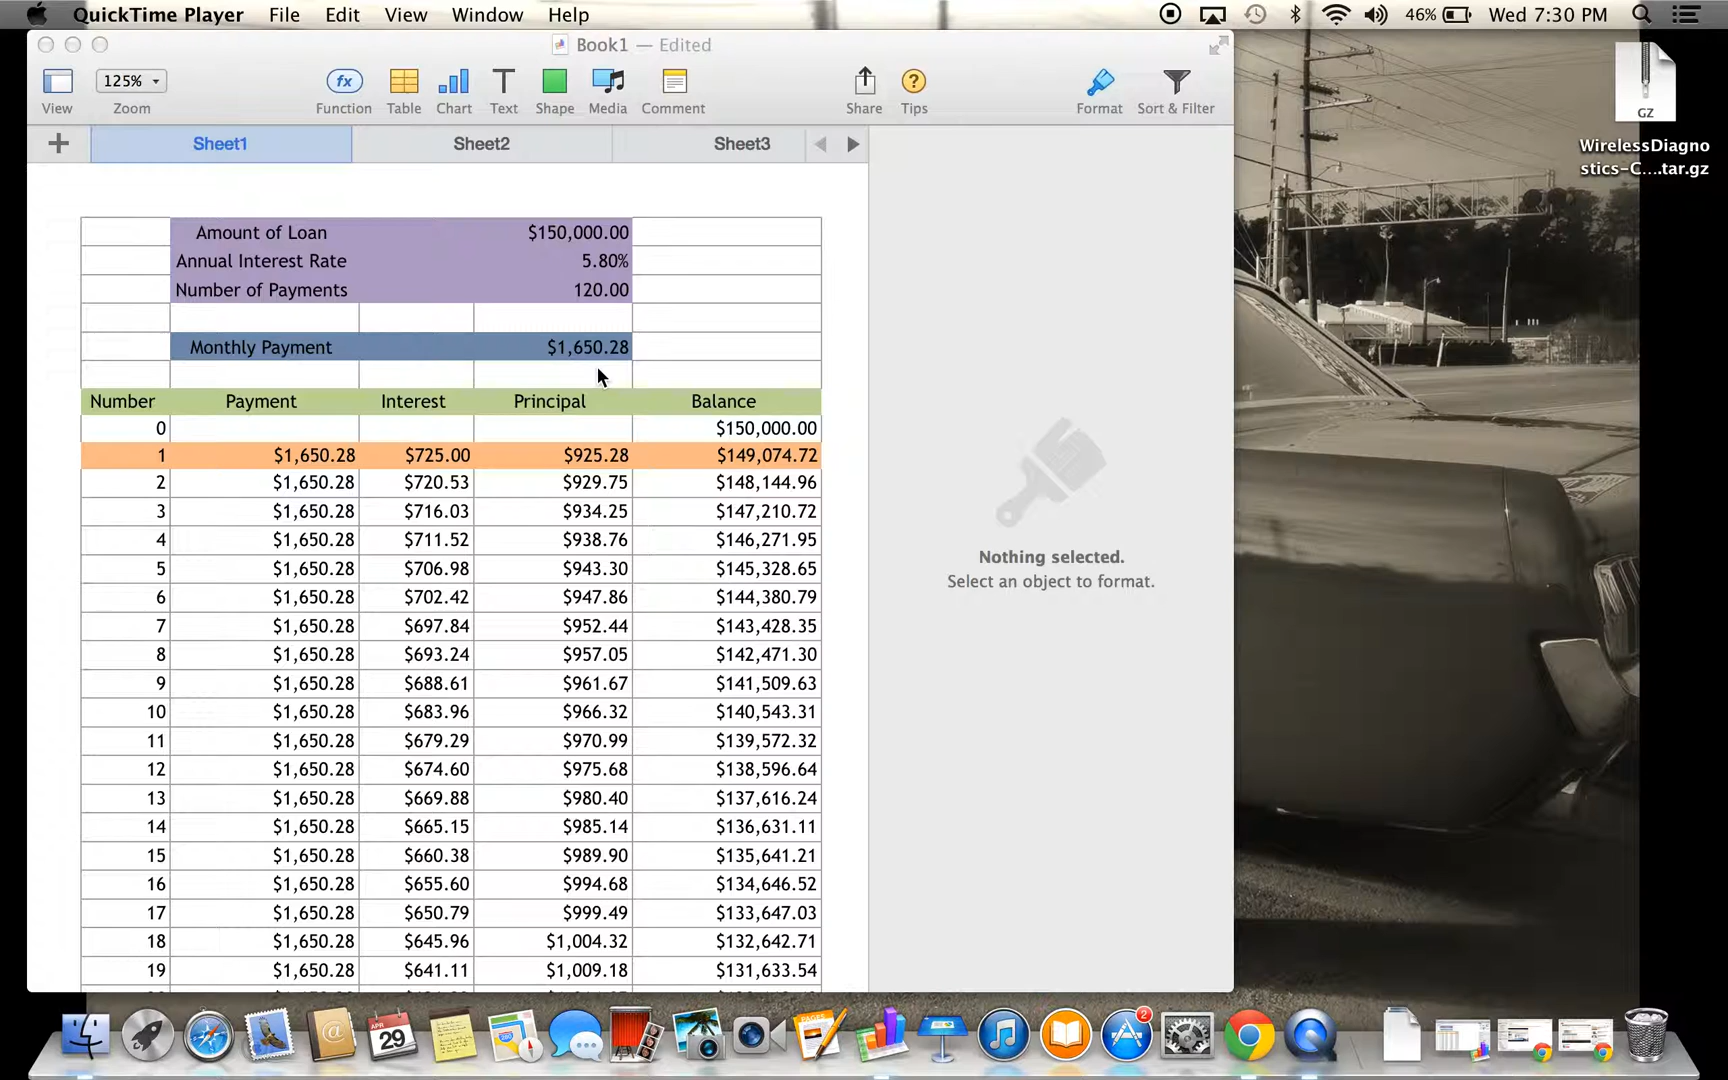 QuickTime Player File Edit View Window Help 46% Wed 7:30 PM
Book1 — Edited
125%
View Zoom fx Function Table Chart Text Shape Media Comment Share Tips Format Sort & Filter
Sheet1 Sheet2 Sheet3
Amount of Loan $150,000.00
Annual Interest Rate 5.80%
Number of Payments 120.00
Monthly Payment $1,650.28
Number Payment Interest Principal Balance
0 $150,000.00
1 $1,650.28 $725.00 $925.28 $149,074.72
2 $1,650.28 $720.53 $929.75 $148,144.96
3 $1,650.28 $716.03 $934.25 $147,210.72
4 $1,650.28 $711.52 $938.76 $146,271.95
5 $1,650.28 $706.98 $943.30 $145,328.65
6 $1,650.28 $702.42 $947.86 $144,380.79
7 $1,650.28 $697.84 $952.44 $143,428.35
8 $1,650.28 $693.24 $957.05 $142,471.30
9 $1,650.28 $688.61 $961.67 $141,509.63
10 $1,650.28 $683.96 $966.32 $140,543.31
11 $1,650.28 $679.29 $970.99 $139,572.32
12 $1,650.28 $674.60 $975.68 $138,596.64
13 $1,650.28 $669.88 $980.40 $137,616.24
14 $1,650.28 $665.15 $985.14 $136,631.11
15 $1,650.28 $660.38 $989.90 $135,641.21
16 $1,650.28 $655.60 $994.68 $134,646.52
17 $1,650.28 $650.79 $999.49 $133,647.03
18 $1,650.28 $645.96 $1,004.32 $132,642.71
19 $1,650.28 $641.11 $1,009.18 $131,633.54
Nothing selected.
Select an object to format.
GZ
WirelessDiagno
stics-C....tar.gz
APR
29
PAGES
2